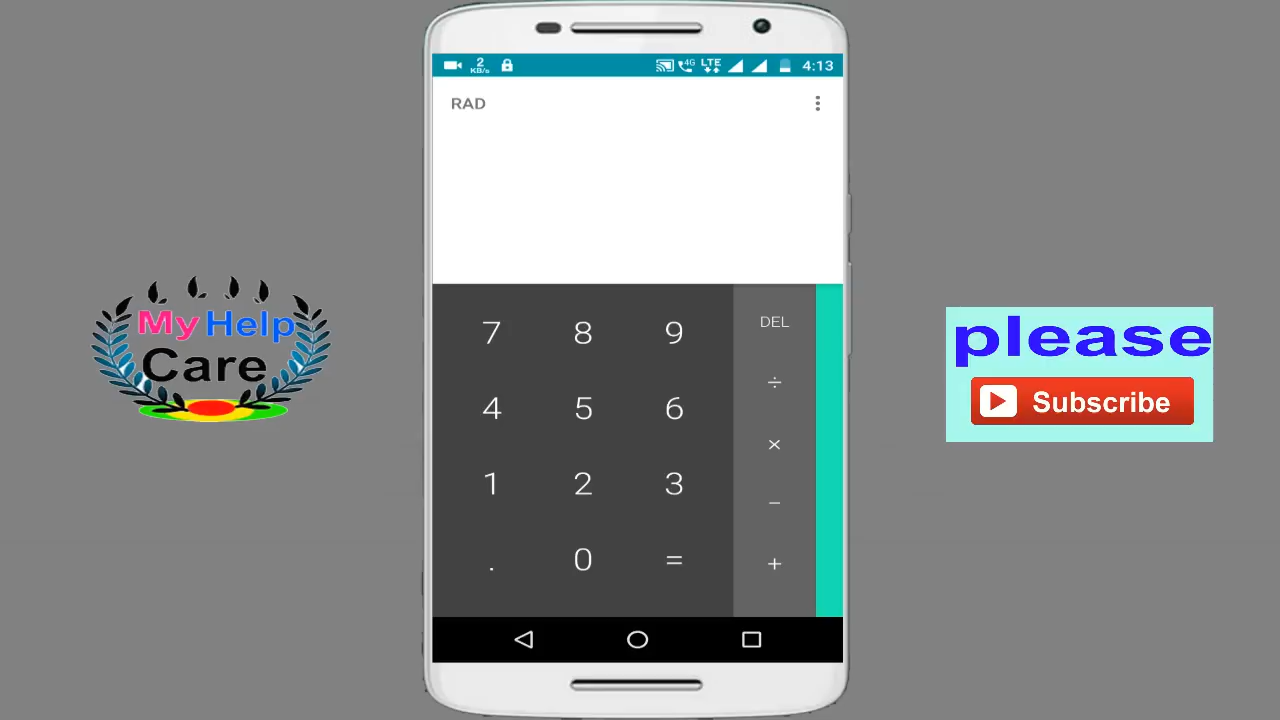 2
KB/s
4G
LTE
4:13
RAD
7 8 9 DEL
÷
4 5 6
×
1 2 3
−
. 0 = +
My Help
Care
please
Subscribe